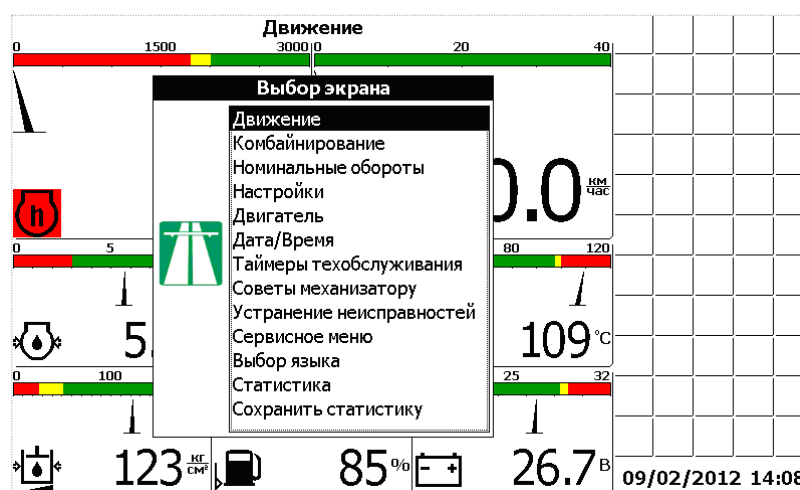 Движение
0 1500 3000 0 20 40
Выбор экрана
Движение
Комбайнирование
Номинальные обороты
Настройки
Двигатель
Дата/Время
Таймеры техобслуживания
Советы механизатору
Устранение неисправностей
Сервисное меню
Выбор языка
Статистика
Сохранить статистику
.0 км
час
h
0 5 80 120
5. 109 °C
0 100 25 32
123 кг
см² 85 % 26.7 В
09/02/2012 14:08